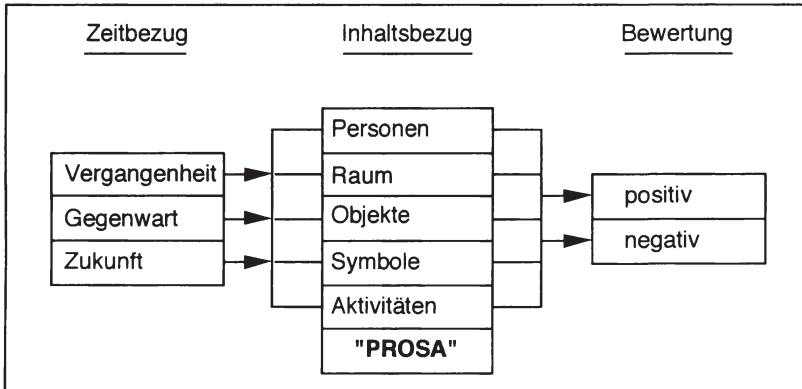 Zeitbezug
Inhaltsbezug
Bewertung
Vergangenheit
Gegenwart
Zukunft
Personen
Raum
Objekte
Symbole
Aktivitäten
"PROSA"
positiv
negativ